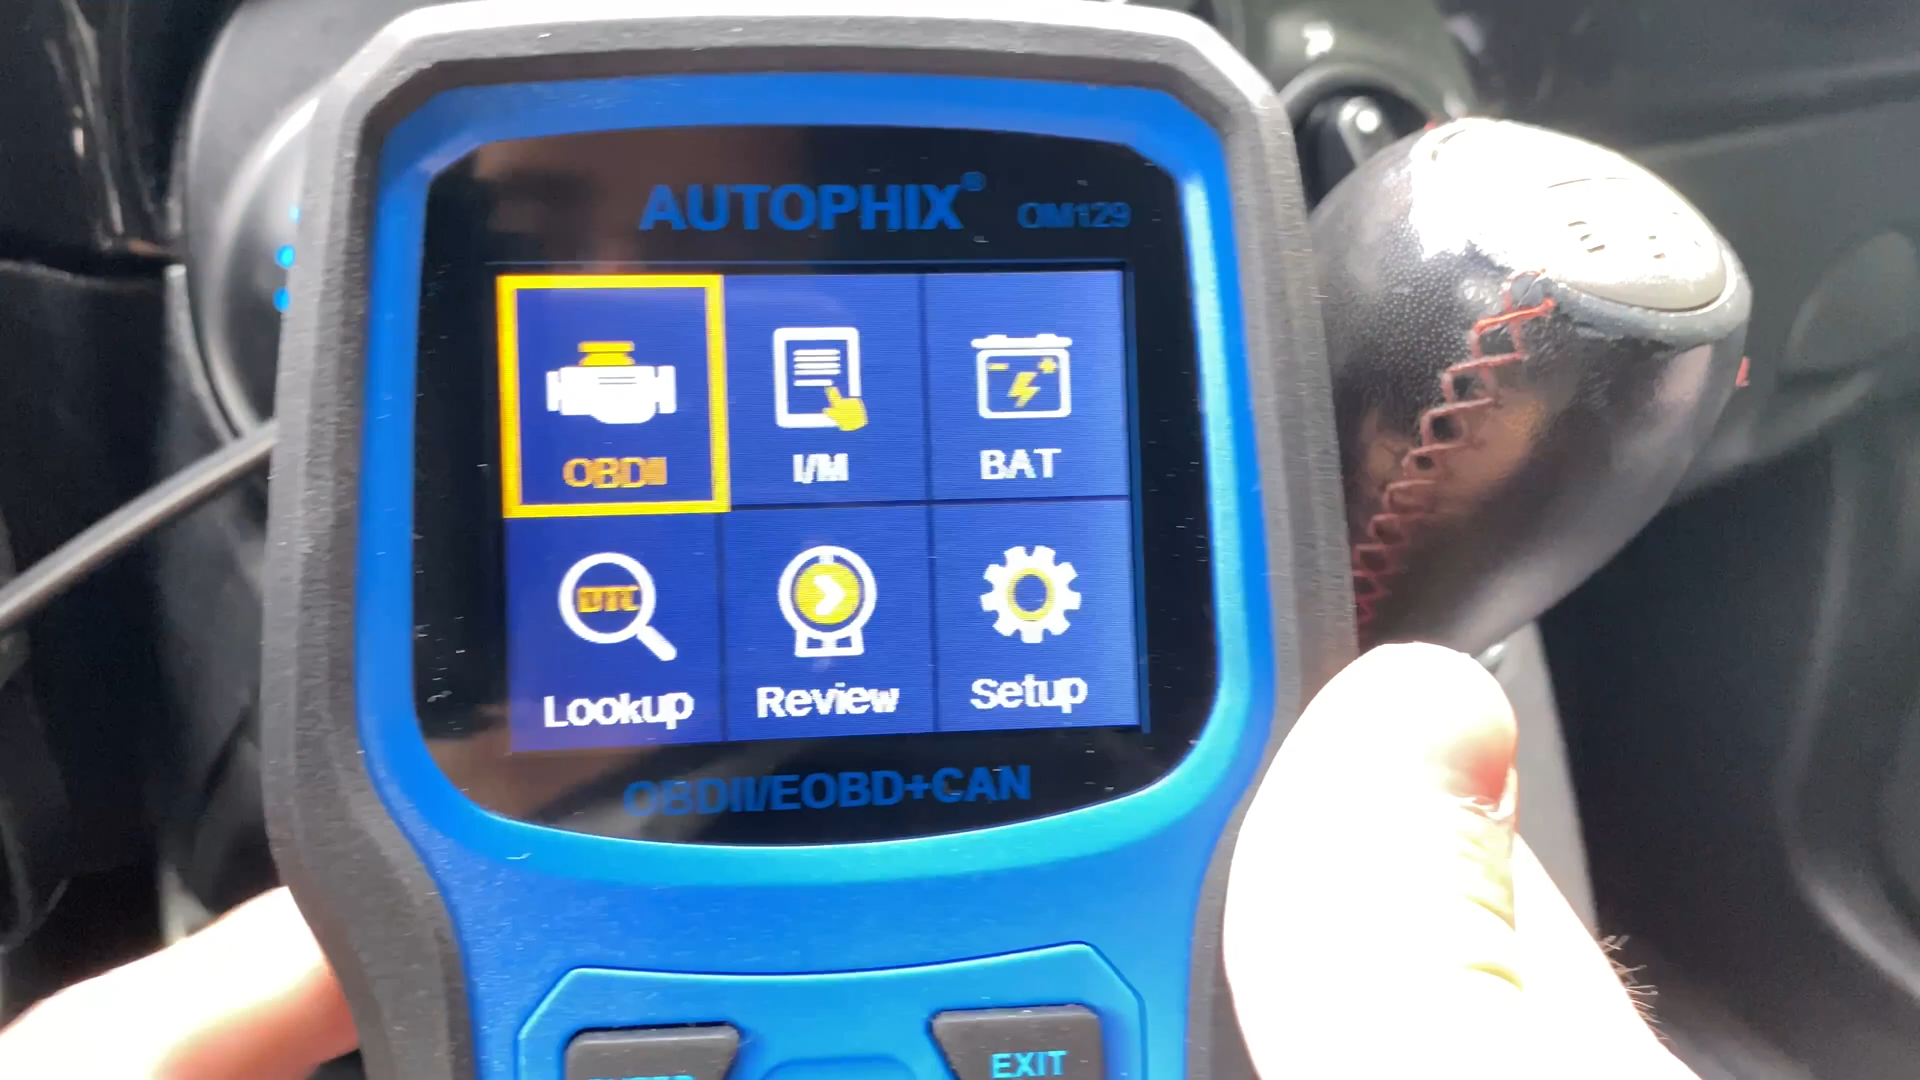 AUTOPHIX® OM129
OBDII I/M BAT
DTC
Lookup Review Setup
OBDII/EOBD+CAN
EXIT